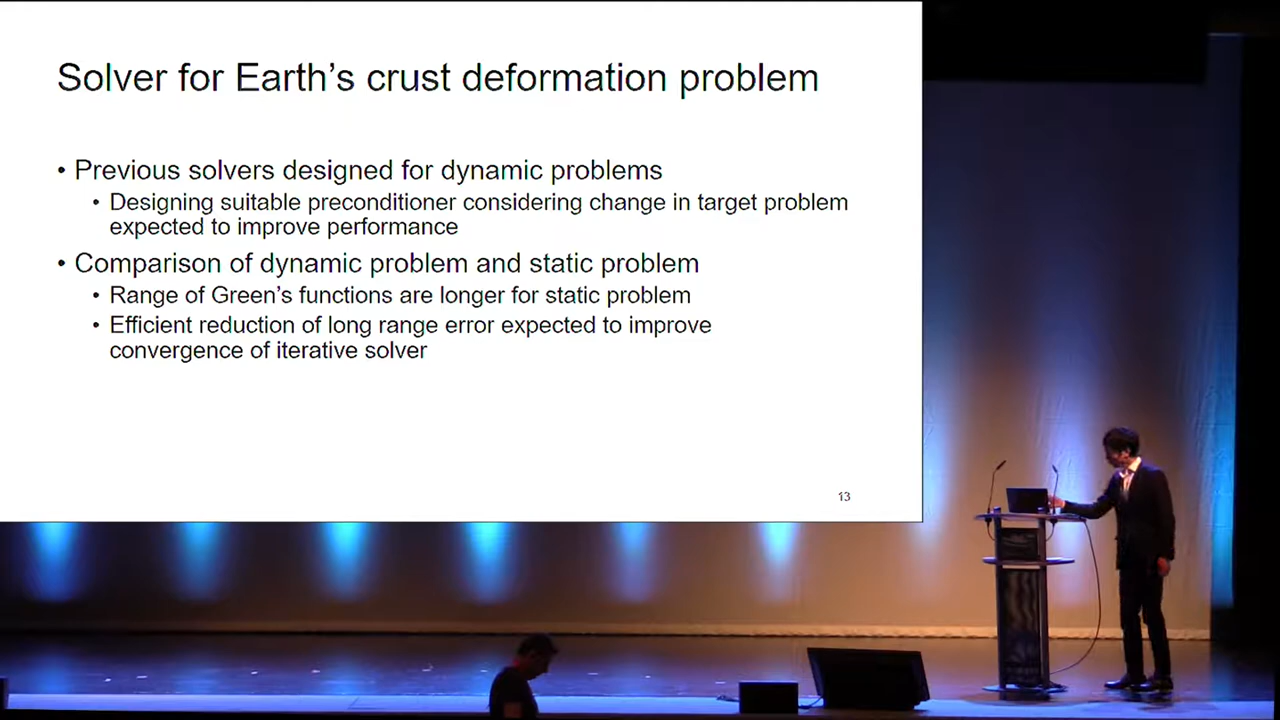 Solver for Earth’s crust deformation problem
• Previous solvers designed for dynamic problems
• Designing suitable preconditioner considering change in target problem
expected to improve performance
• Comparison of dynamic problem and static problem
• Range of Green’s functions are longer for static problem
• Efficient reduction of long range error expected to improve
convergence of iterative solver
13